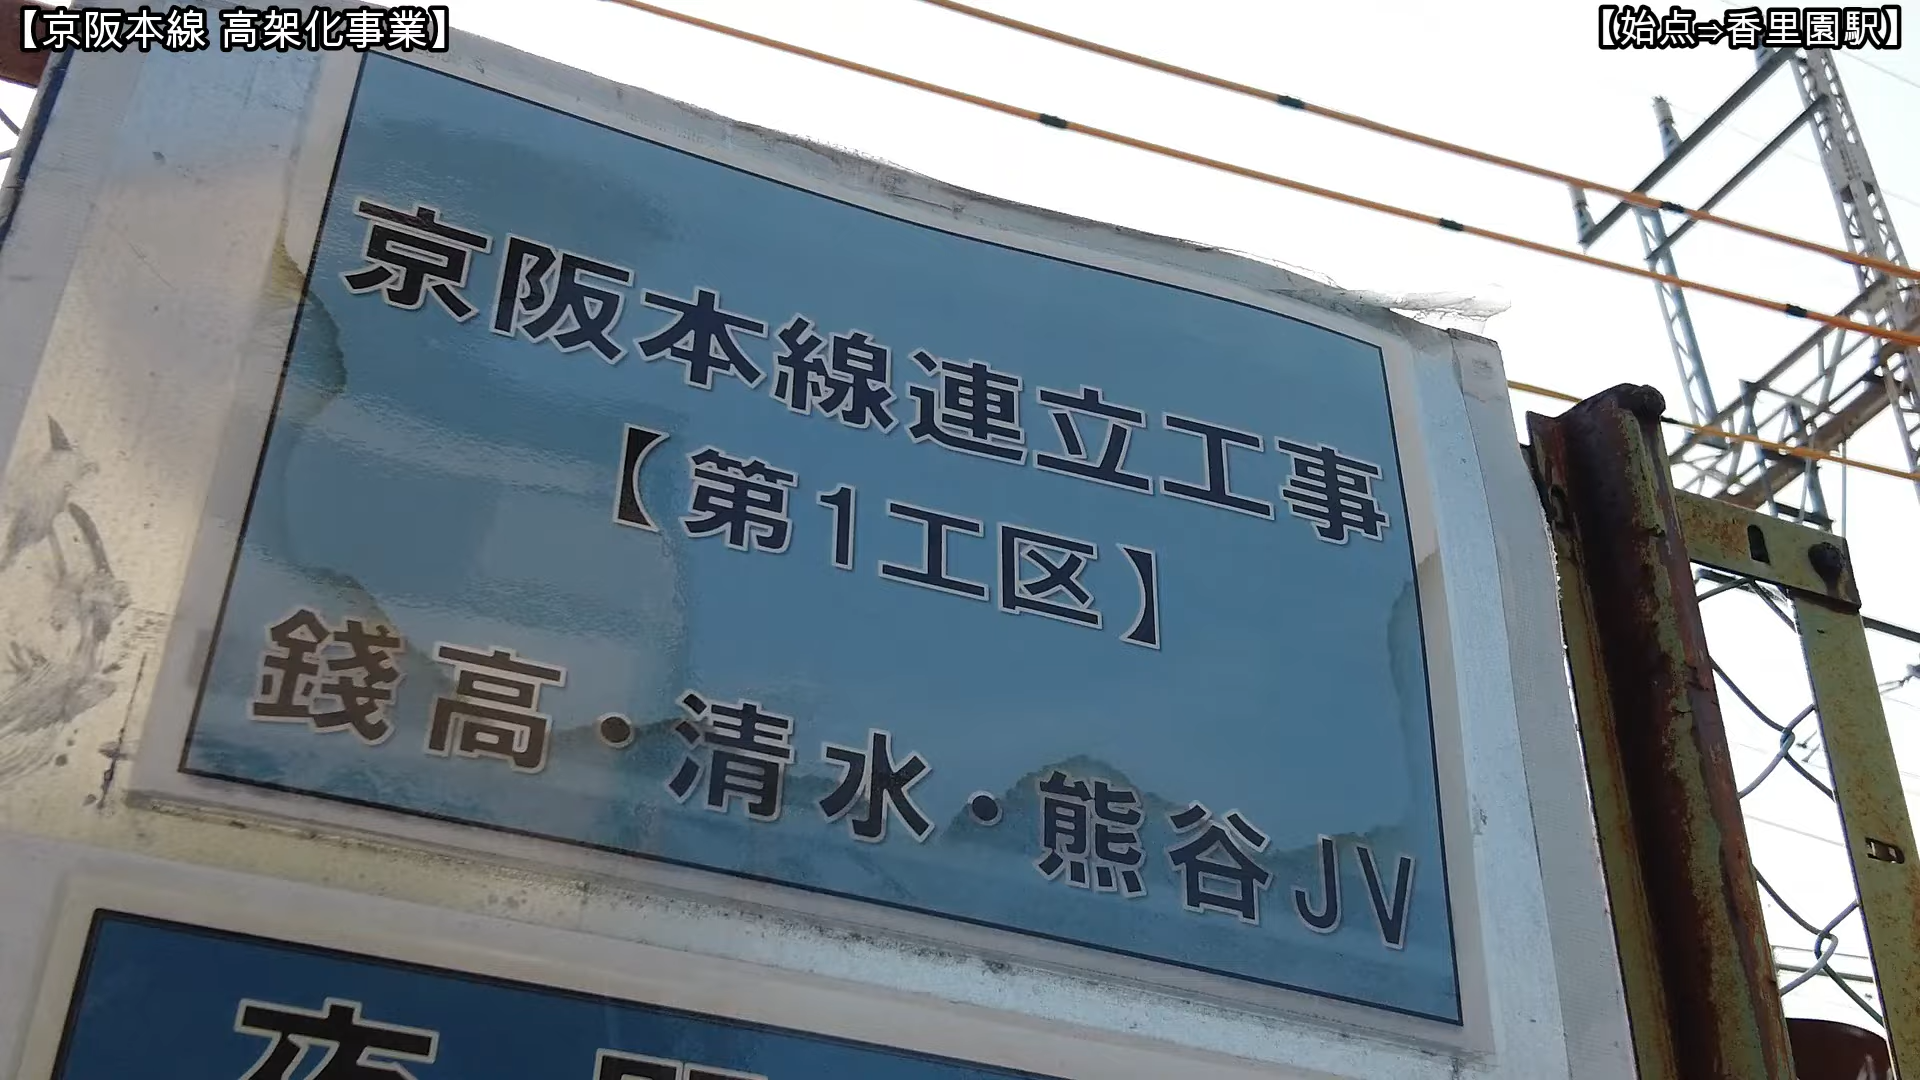 【京阪本線 高架化事業】
【始点⇒香里園駅】
京阪本線連立工事
【第1工区】
錢高・清水・熊谷JV